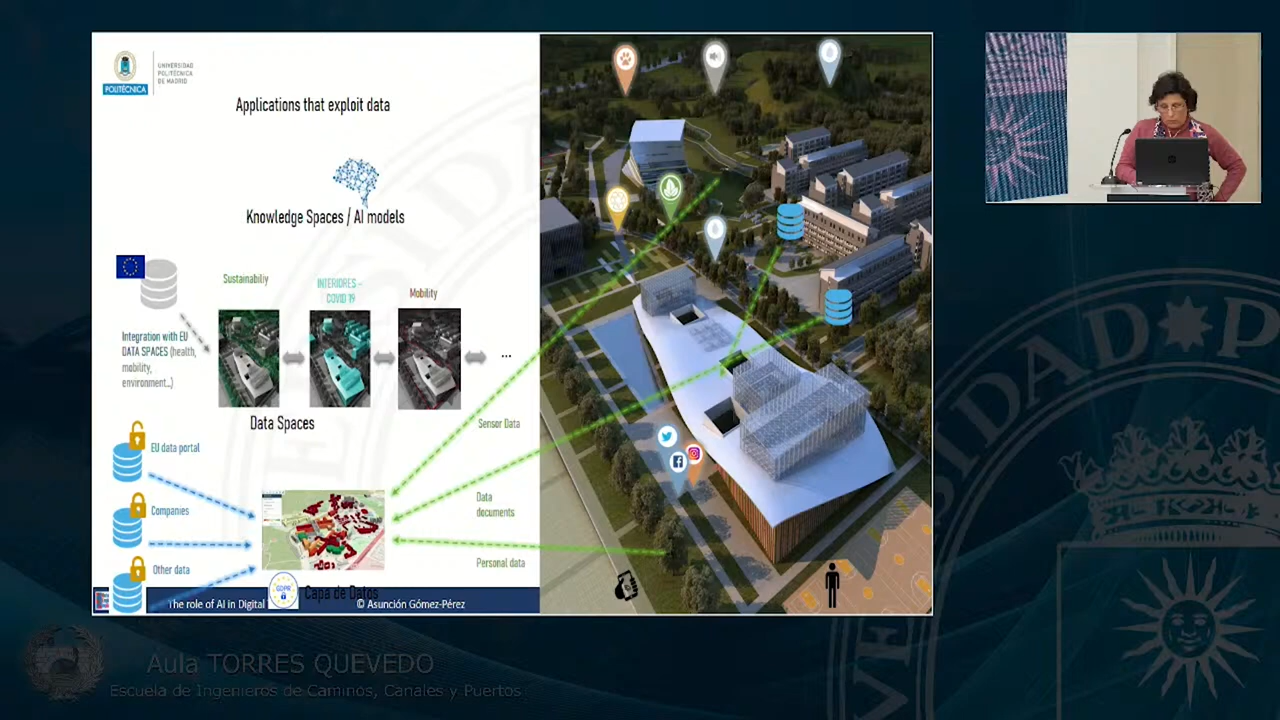 UNIVERSIDAD
POLITÉCNICA
DE MADRID
POLITÉCNICA
Applications that exploit data
Knowledge Spaces / AI models
Sustainabiliy
INTERIORES -
COVID 19
Mobility
Integration with EU
DATA SPACES (health,
mobility,
environment...)
...
Data Spaces
Sensor Data
EU data portal
Data
documents
Companies
Personal data
Other data
GDPR
Capa de Datos
The role of AI in Digital
© Asunción Gómez-Pérez
Aula TORRES QUEVEDO
Escuela de Ingenieros de Caminos, Canales y Puertos